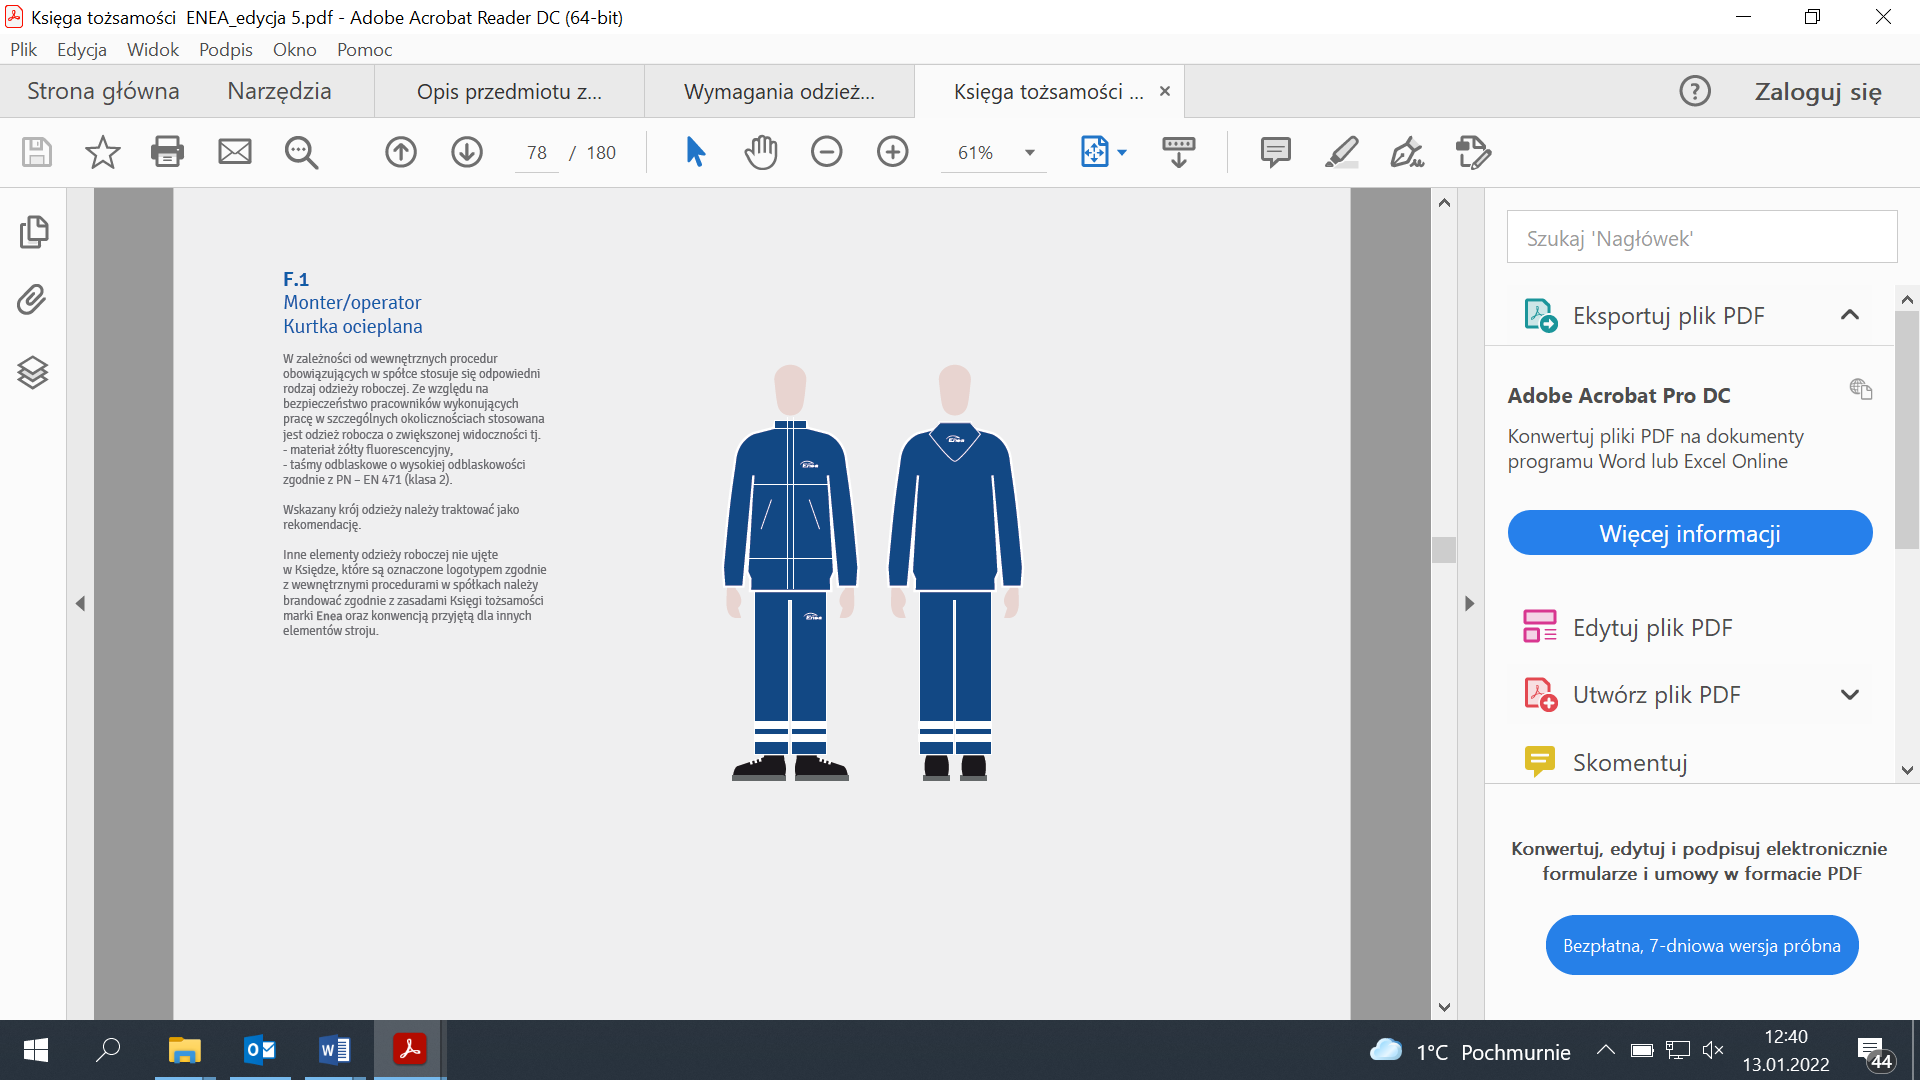 Księga tożsamości  ENEA_edycja 5.pdf - Adobe Acrobat Reader DC (64-bit)
Plik Edycja Widok Podpis Okno Pomoc
Strona główna Narzędzia Opis przedmiotu z... Wymagania odzież... Księga tożsamości ... Zaloguj się
78 / 180 61%
Szukaj 'Nagłówek'
F.1
Monter/operator
Kurtka ocieplana
W zależności od wewnętrznych procedur
obowiązujących w spółce stosuje się odpowiedni
rodzaj odzieży roboczej. Ze względu na
bezpieczeństwo pracowników wykonujących
pracę w szczególnych okolicznościach stosowana
jest odzież robocza o zwiększonej widoczności tj.
- materiał żółty fluorescencyjny,
- taśmy odblaskowe o wysokiej odblaskowości
zgodnie z PN – EN 471 (klasa 2).
Wskazany krój odzieży należy traktować jako
rekomendację.
Inne elementy odzieży roboczej nie ujęte
w Księdze, które są oznaczone logotypem zgodnie
z wewnętrznymi procedurami w spółkach należy
brandować zgodnie z zasadami Księgi tożsamości
marki Enea oraz konwencją przyjętą dla innych
elementów stroju.
Enea
Enea
Enea
Eksportuj plik PDF
Adobe Acrobat Pro DC
Konwertuj pliki PDF na dokumenty
programu Word lub Excel Online
Więcej informacji
Edytuj plik PDF
Utwórz plik PDF
Skomentuj
Konwertuj, edytuj i podpisuj elektronicznie
formularze i umowy w formacie PDF
Bezpłatna, 7-dniowa wersja próbna
1°C Pochmurnie
12:40
13.01.2022
44